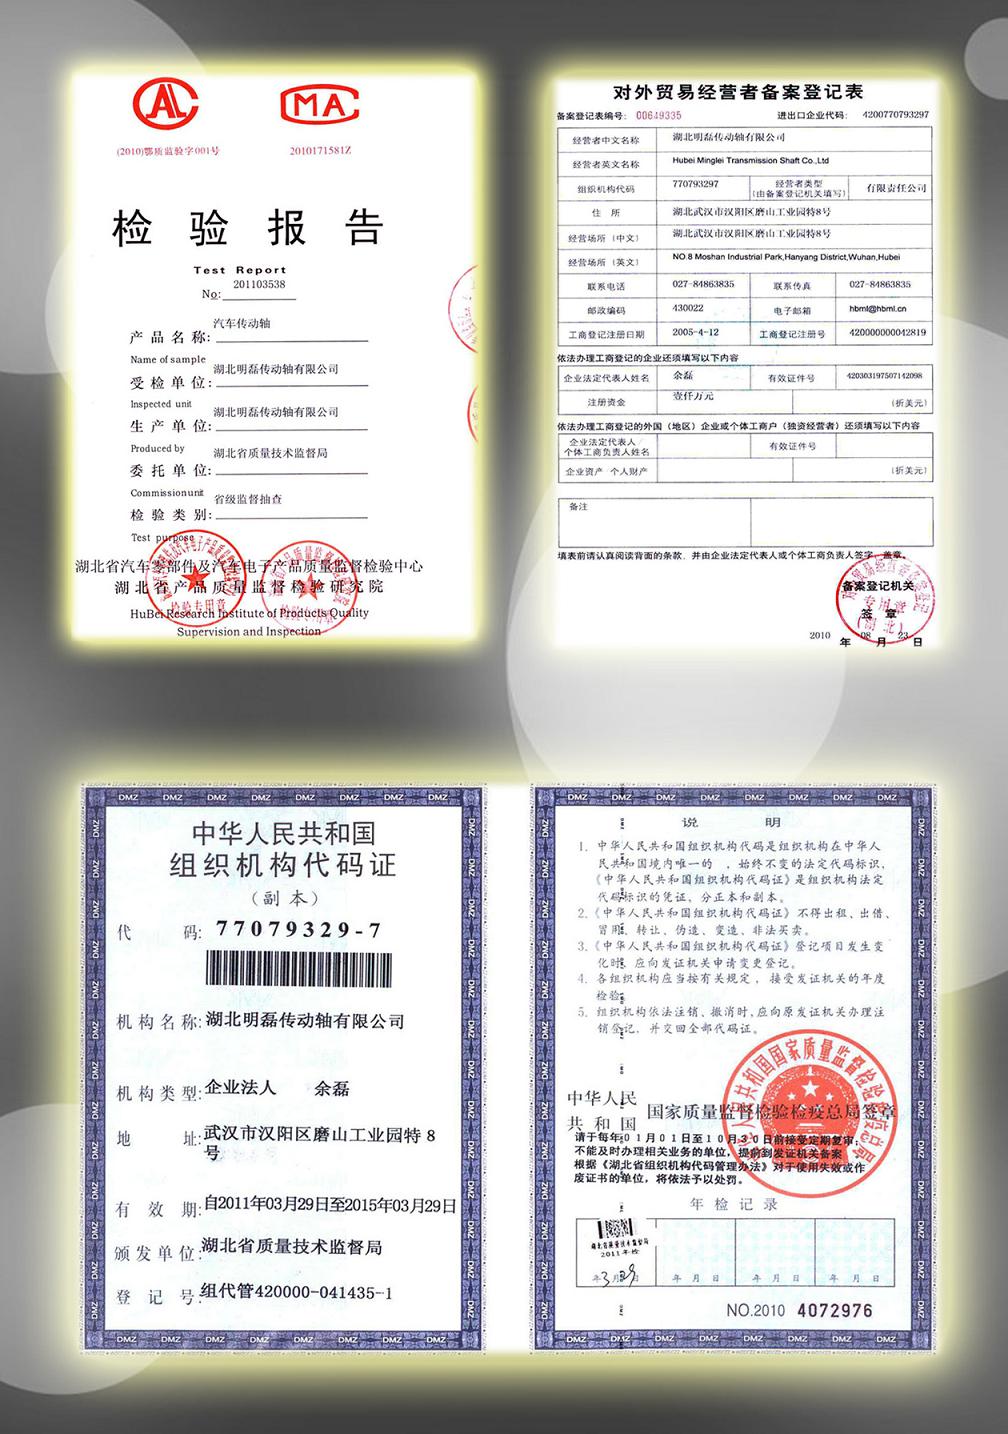 CAL
CMA
(2010)鄂质监验字001号
2010171581Z
检验报告
Test Report
201103538
No:
产品名称: 汽车传动轴
Name of sample
受检单位: 湖北明磊传动轴有限公司
Inspected unit
生产单位: 湖北明磊传动轴有限公司
Produced by
委托单位: 湖北省质量技术监督局
Commissionunit
检验类别: 省级监督抽查
Test purpose
湖北省汽车零部件及汽车电子产品质量监督检验中心
湖北省产品质量监督检验研究院
HuBei Research Institute of Products Quality
Supervision and Inspection
检验专用章
对外贸易经营者备案登记表
备案登记表编号: 00649335 进出口企业代码: 4200770793297
经营者中文名称 湖北明磊传动轴有限公司
经营者英文名称 Hubei Minglei Transmission Shaft Co.,Ltd
组织机构代码 770793297 经营者类型 (由备案登记机关填写) 有限责任公司
住 所 湖北武汉市汉阳区磨山工业园特8号
经营场所(中文) 湖北武汉市汉阳区磨山工业园特8号
经营场所(英文) NO.8 Moshan Industrial Park,Hanyang District,Wuhan,Hubei
联系电话 027-84863835 联系传真 027-84863835
邮政编码 430022 电子邮箱 hbml@hbml.cn
工商登记注册日期 2005-4-12 工商登记注册号 420000000042819
依法办理工商登记的企业还须填写以下内容
企业法定代表人姓名 余磊 有效证件号 420303197507142098
注册资金 壹仟万元 (折美元)
依法办理工商登记的外国(地区)企业或个体工商户(独资经营者)还须填写以下内容
企业法定代表人/ 个体工商负责人姓名 有效证件号
企业资产 个人财产 (折美元)
备注
填表前请认真阅读背面的条款,并由企业法定代表人或个体工商负责人签字、盖章。
备案登记机关
专用章
签 章
(湖北)
2010 年 08 月 23 日
中华人民共和国
组织机构代码证
(副本)
代 码: 77079329-7
机构名称: 湖北明磊传动轴有限公司
机构类型: 企业法人 余磊
地 址: 武汉市汉阳区磨山工业园特8
号
有 效 期: 自2011年03月29日至2015年03月29日
颁发单位: 湖北省质量技术监督局
登 记 号: 组代管420000-041435-1
说 明
1. 中华人民共和国组织机构代码是组织机构在中华人
民共和国境内唯一的 、始终不变的法定代码标识,
《中华人民共和国组织机构代码证》是组织机构法定
代码标识的凭证,分正本和副本。
2.《中华人民共和国组织机构代码证》不得出租、出借、
冒用、转让、伪造、变造、非法买卖。
3.《中华人民共和国组织机构代码证》登记项目发生变
化时,应向发证机关申请变更登记。
4. 各组织机构应当按有关规定,接受发证机关的年度
检验。
5. 组织机构依法注销、撤消时,应向原发证机关办理注
销登记,并交回全部代码证。
中华人民
共 和 国 国家质量监督检验检疫总局签章
请于每年01月01日至10月30日前接受定期复审;
不能及时办理相关业务的单位,提前到发证机关备案
根据《湖北省组织机构代码管理办法》对于使用失效或作
废证书的单位,将依法予以处罚。
年检记录
湖北省质量技术监督局
2011年检
年3月29日 年 月 日 年 月 日 年 月 日
NO.2010 4072976